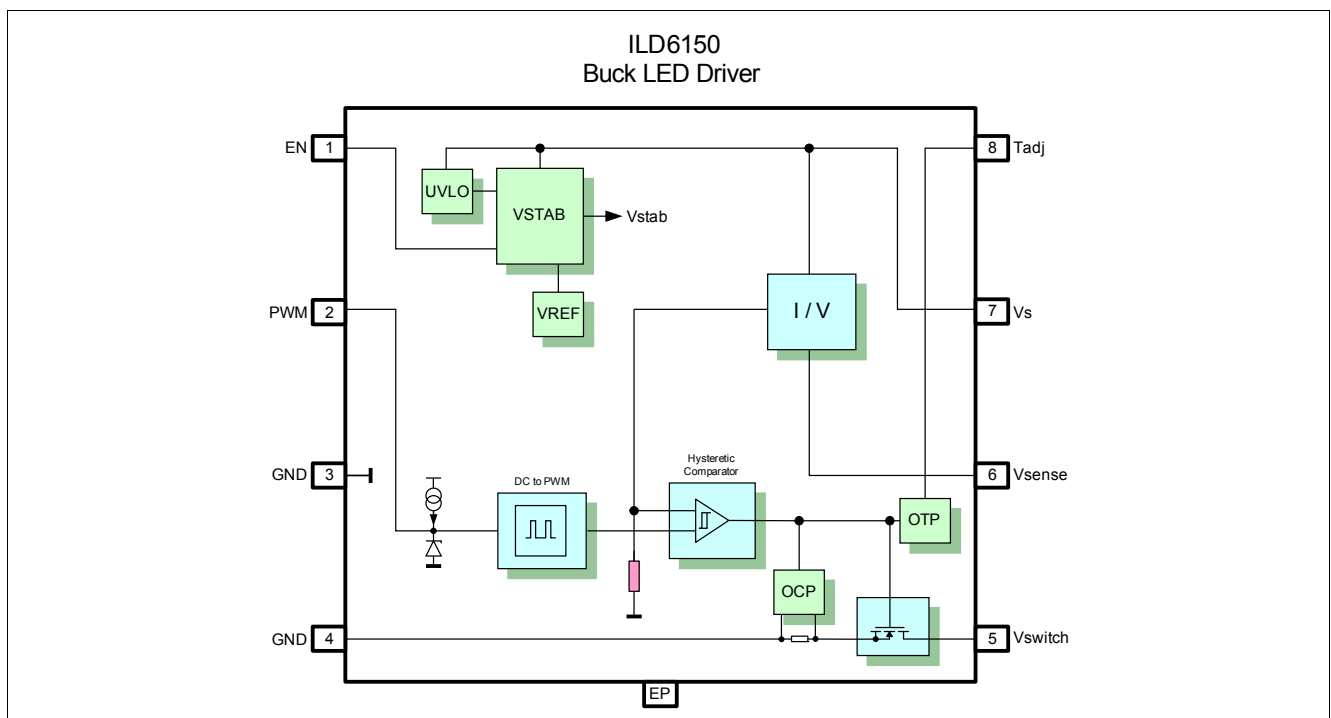 ILD6150
Buck LED Driver
EN 1
8 Tadj
UVLO
VSTAB
Vstab
PWM 2
VREF
I / V
7 Vs
GND 3
Hysteretic
Comparator
6 Vsense
DC to PWM
OTP
OCP
GND 4
5 Vswitch
EP